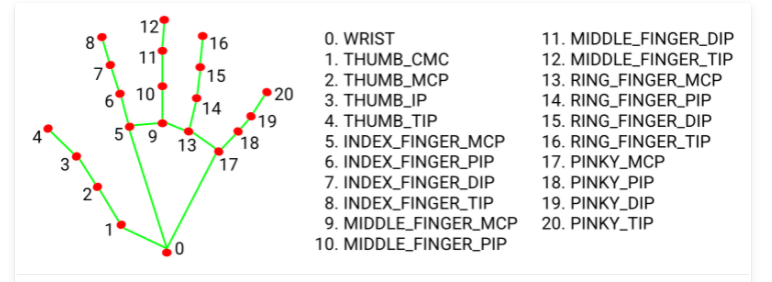 12
8
16
11
7
15
10
6
14
20
19
4
5
9
13
18
3
17
2
1
0
0. WRIST
1. THUMB_CMC
2. THUMB_MCP
3. THUMB_IP
4. THUMB_TIP
5. INDEX_FINGER_MCP
6. INDEX_FINGER_PIP
7. INDEX_FINGER_DIP
8. INDEX_FINGER_TIP
9. MIDDLE_FINGER_MCP
10. MIDDLE_FINGER_PIP
11. MIDDLE_FINGER_DIP
12. MIDDLE_FINGER_TIP
13. RING_FINGER_MCP
14. RING_FINGER_PIP
15. RING_FINGER_DIP
16. RING_FINGER_TIP
17. PINKY_MCP
18. PINKY_PIP
19. PINKY_DIP
20. PINKY_TIP